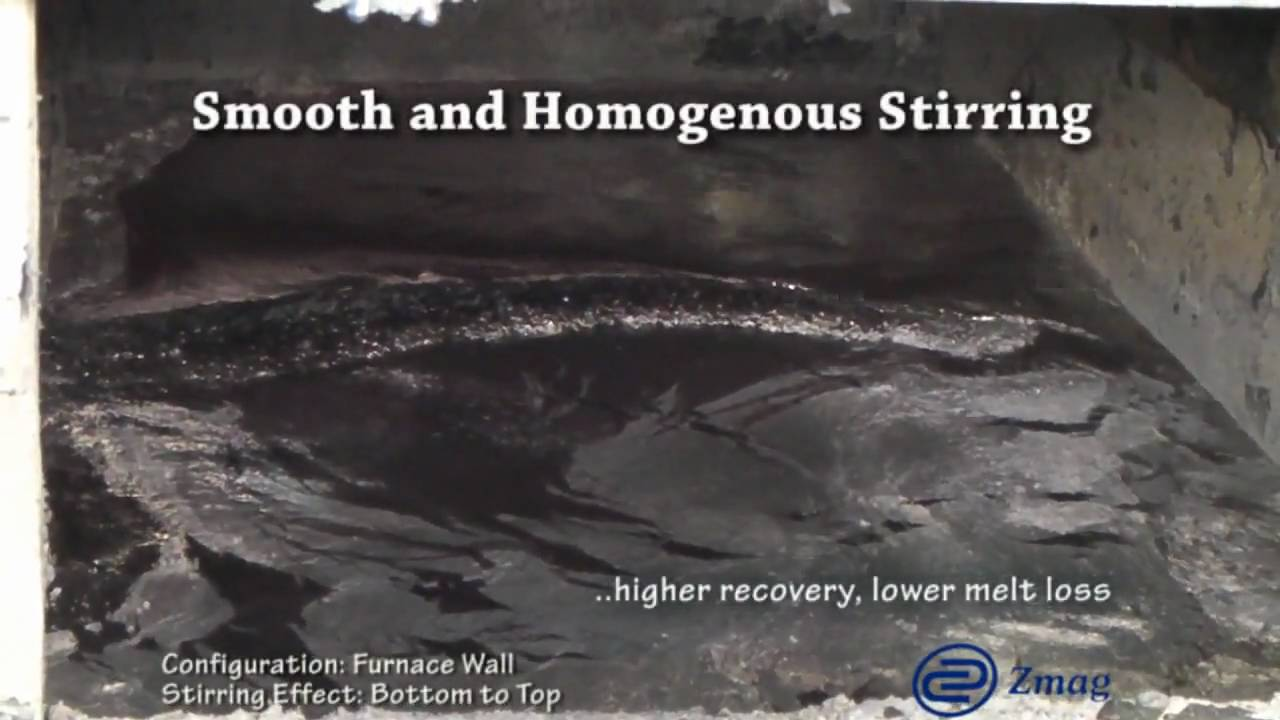 Smooth and Homogenous Stirring
..higher recovery, lower melt loss
Configuration: Furnace Wall
Stirring Effect: Bottom to Top
Zmag